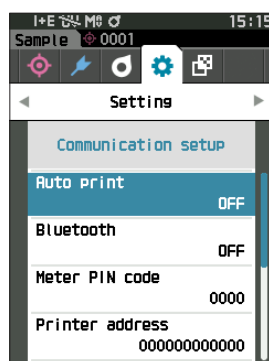 I+E M0 15:15
Sample 0001
Setting
Communication setup
Auto print
OFF
Bluetooth
OFF
Meter PIN code
0000
Printer address
000000000000